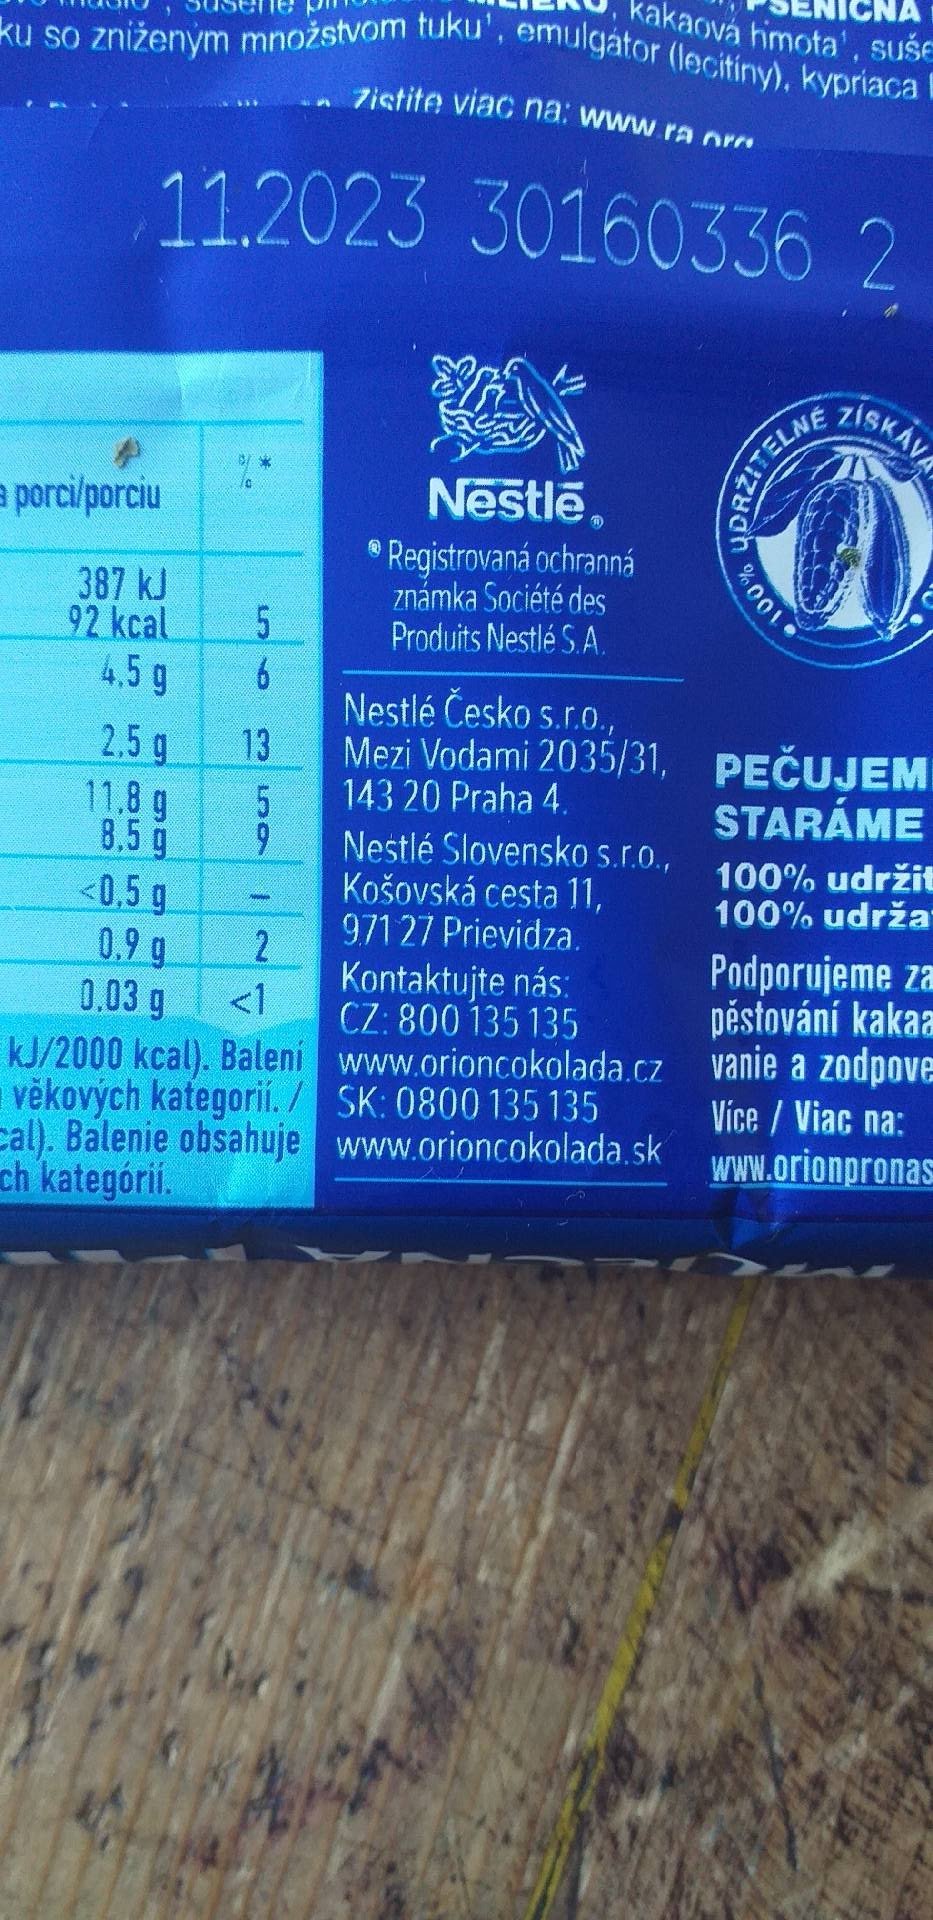 kakaová hmota¹, suše
ku so zníženým množstvom tuku¹, emulgátor (lecitíny), kypriaca
Zistite viac na: www.ra.org
11.2023 30160336 2
porci/porciu
%*
387 kJ
92 kcal 5
4,5 g 6
2,5 g 13
11,8 g 5
8,5 g 9
<0,5 g –
0,9 g 2
0,03 g <1
kJ/2000 kcal). Balení
věkových kategorií. /
cal). Balenie obsahuje
ch kategórií.
Nestlé®
® Registrovaná ochranná
známka Société des
Produits Nestlé S.A.
Nestlé Česko s.r.o.,
Mezi Vodami 2035/31,
143 20 Praha 4.
Nestlé Slovensko s.r.o.,
Košovská cesta 11,
971 27 Prievidza.
Kontaktujte nás:
CZ: 800 135 135
www.orioncokolada.cz
SK: 0800 135 135
www.orioncokolada.sk
•100% UDRŽITELNĚ ZÍSKÁVA
PEČUJEM
STARÁME
100% udržit
100% udrža
Podporujeme za
pěstování kakaa
vanie a zodpove
Více / Viac na:
www.orionpronas